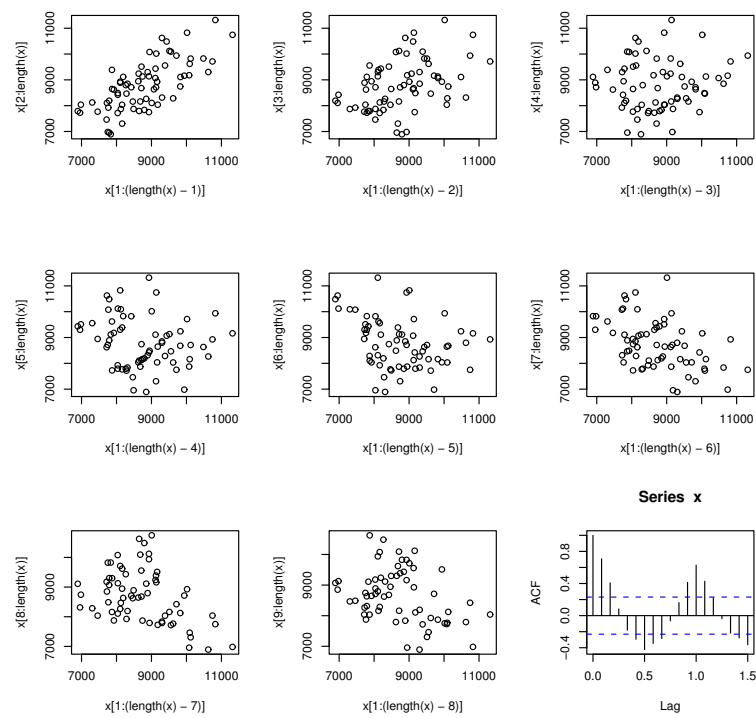 x[2:length(x)]
7000 9000 11000
7000 9000 11000
x[1:(length(x) − 1)]
x[3:length(x)]
7000 9000 11000
7000 9000 11000
x[1:(length(x) − 2)]
x[4:length(x)]
7000 9000 11000
7000 9000 11000
x[1:(length(x) − 3)]
x[5:length(x)]
7000 9000 11000
7000 9000 11000
x[1:(length(x) − 4)]
x[6:length(x)]
7000 9000 11000
7000 9000 11000
x[1:(length(x) − 5)]
x[7:length(x)]
7000 9000 11000
7000 9000 11000
x[1:(length(x) − 6)]
x[8:length(x)]
7000 9000
7000 9000 11000
x[1:(length(x) − 7)]
x[9:length(x)]
7000 9000
7000 9000 11000
x[1:(length(x) − 8)]
Series x
ACF
−0.4 0.0 0.4 0.8
0.0 0.5 1.0 1.5
Lag